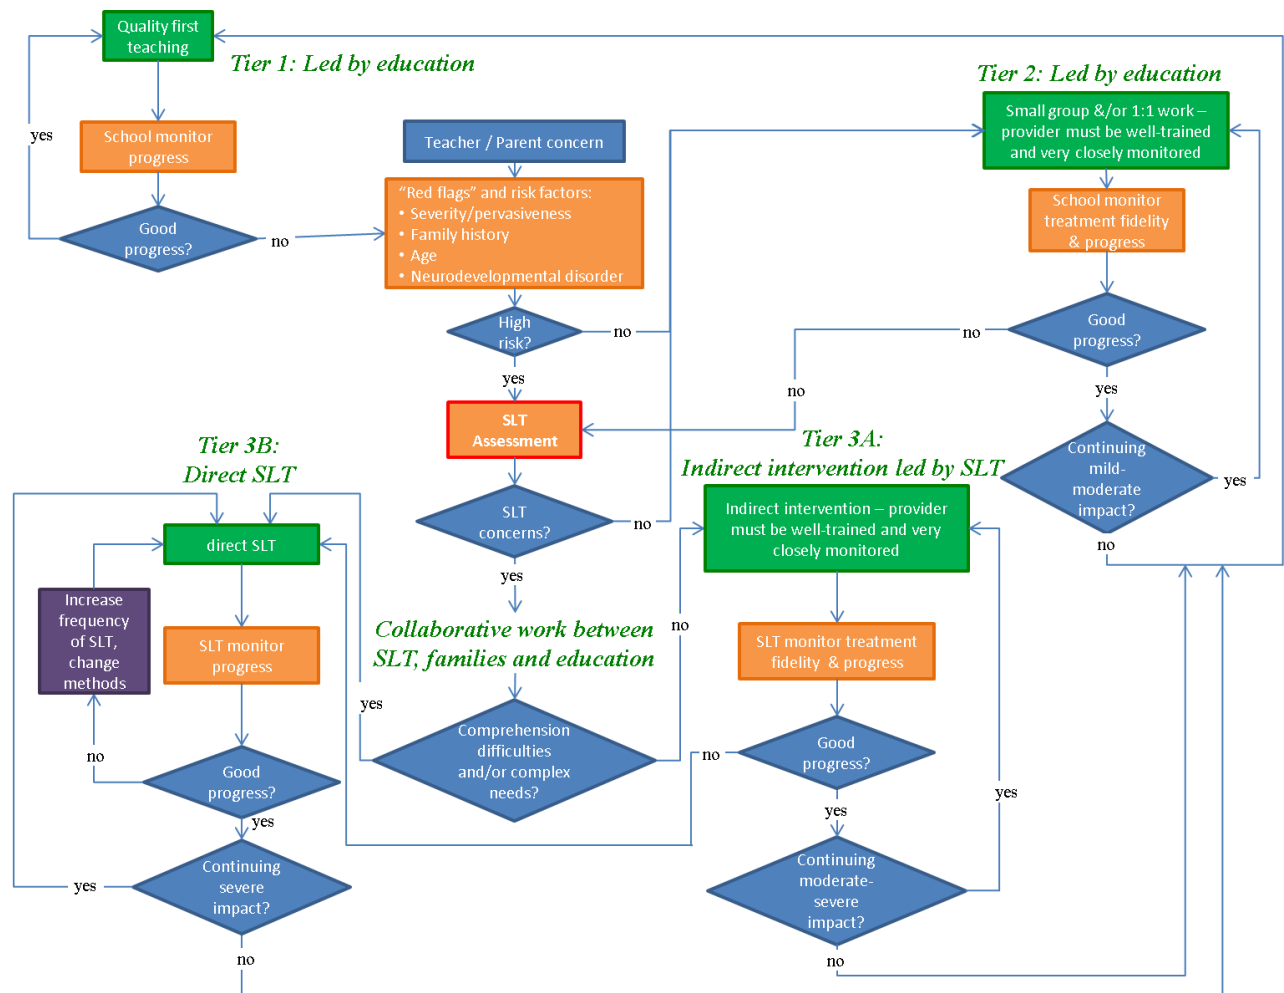 Quality first
teaching
Tier 1: Led by education
yes
School monitor
progress
Good
progress?
no
Teacher / Parent concern
“Red flags” and risk factors:
• Severity/pervasiveness
• Family history
• Age
• Neurodevelopmental disorder
High
risk?
no
yes
SLT
Assessment
SLT
concerns?
no
yes
Collaborative work between
SLT, families and education
Comprehension
difficulties
and/or complex
needs?
yes
no
Tier 2: Led by education
Small group &/or 1:1 work –
provider must be well-trained
and very closely monitored
School monitor
treatment fidelity
& progress
Good
progress?
no
no
yes
Continuing
mild-
moderate
impact?
yes
no
Tier 3A:
Indirect intervention led by SLT
Indirect intervention – provider
must be well-trained and very
closely monitored
SLT monitor treatment
fidelity & progress
Good
progress?
no
yes
yes
Continuing
moderate-
severe
impact?
no
Tier 3B:
Direct SLT
direct SLT
Increase
frequency
of SLT,
change
methods
SLT monitor
progress
no
Good
progress?
yes
Continuing
severe
impact?
yes
no